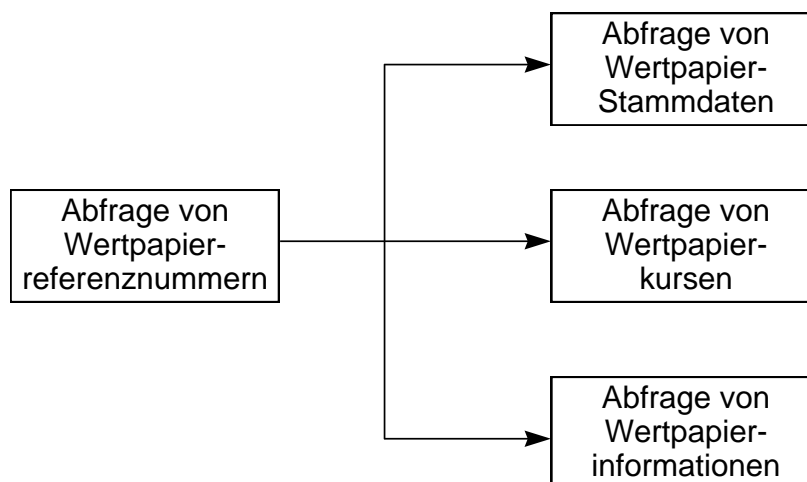 Abfrage von
Wertpapier-
Stammdaten
Abfrage von
Wertpapier-
referenznummern
Abfrage von
Wertpapier-
kursen
Abfrage von
Wertpapier-
informationen